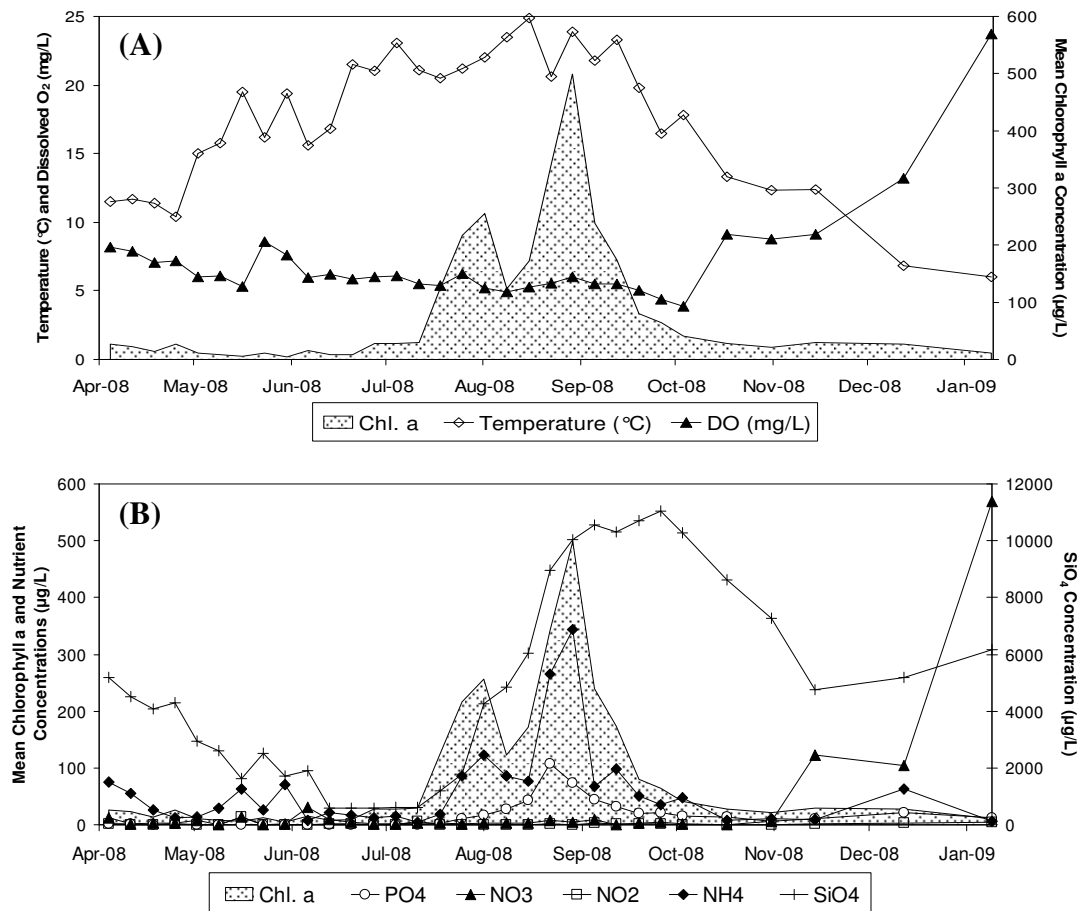 (A)
Temperature (°C) and Dissolved O₂ (mg/L)
25
20
15
10
5
0
Mean Chlorophyll a Concentration (µg/L)
600
500
400
300
200
100
0
Apr-08 May-08 Jun-08 Jul-08 Aug-08 Sep-08 Oct-08 Nov-08 Dec-08 Jan-09
Chl. a Temperature (°C) DO (mg/L)
(B)
Mean Chlorophyll a and Nutrient
Concentrations (µg/L)
600
500
400
300
200
100
0
SiO₄ Concentration (µg/L)
12000
10000
8000
6000
4000
2000
0
Apr-08 May-08 Jun-08 Jul-08 Aug-08 Sep-08 Oct-08 Nov-08 Dec-08 Jan-09
Chl. a PO4 NO3 NO2 NH4 SiO4